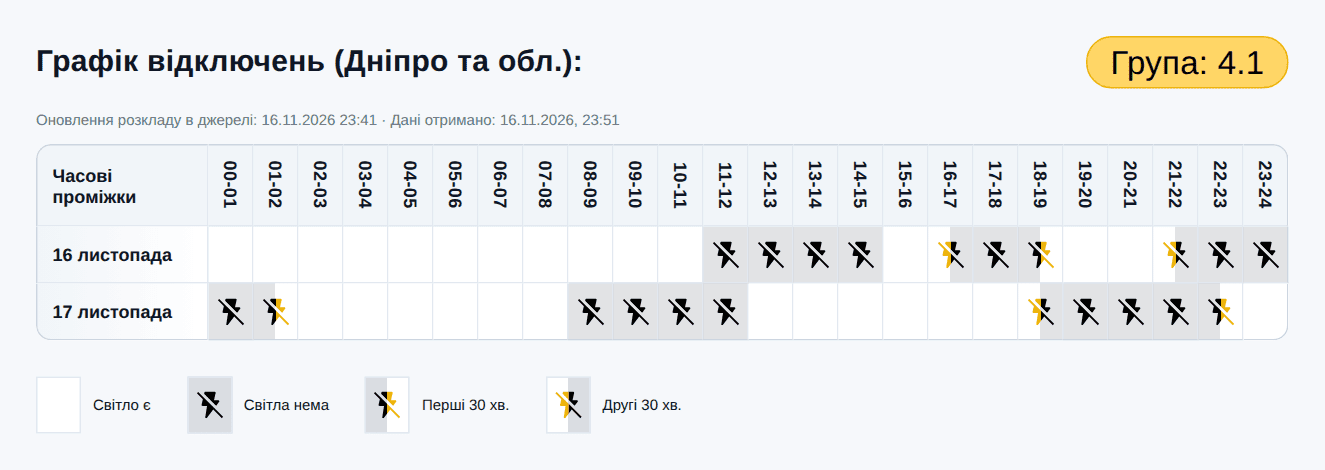 Графік відключень (Дніпро та обл.):
Група: 4.1
Оновлення розкладу в джерелі: 16.11.2026 23:41 · Дані отримано: 16.11.2026, 23:51
Часові
проміжки
00-01 01-02 02-03 03-04 04-05 05-06 06-07 07-08 08-09 09-10 10-11 11-12 12-13 13-14 14-15 15-16 16-17 17-18 18-19 19-20 20-21 21-22 22-23 23-24
16 листопада
17 листопада
Світло є Світла нема Перші 30 хв. Другі 30 хв.